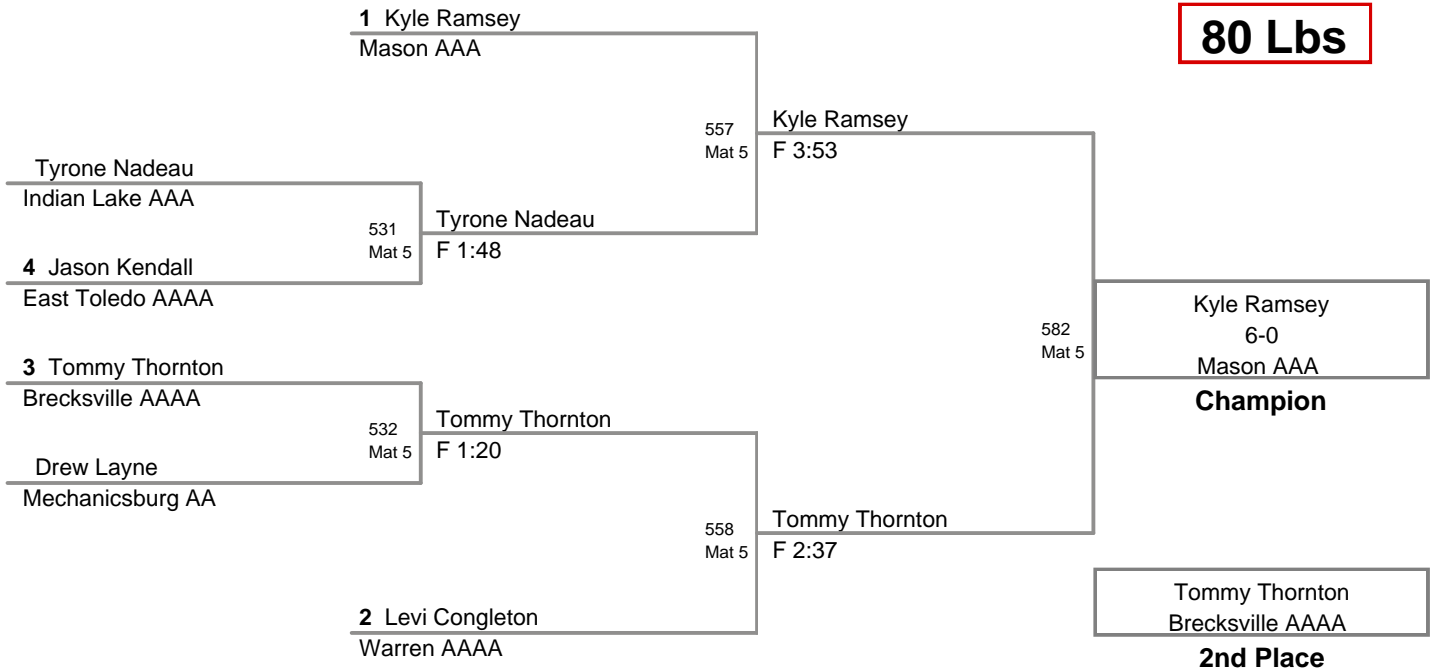 1 Kyle Ramsey
Mason AAA
80 Lbs
557
Mat 5
Kyle Ramsey
F 3:53
Tyrone Nadeau
Indian Lake AAA
531
Mat 5
Tyrone Nadeau
F 1:48
4 Jason Kendall
East Toledo AAAA
582
Mat 5
Kyle Ramsey
6-0
Mason AAA
Champion
3 Tommy Thornton
Brecksville AAAA
532
Mat 5
Tommy Thornton
F 1:20
Drew Layne
Mechanicsburg AA
558
Mat 5
Tommy Thornton
F 2:37
2 Levi Congleton
Warren AAAA
Tommy Thornton
Brecksville AAAA
2nd Place